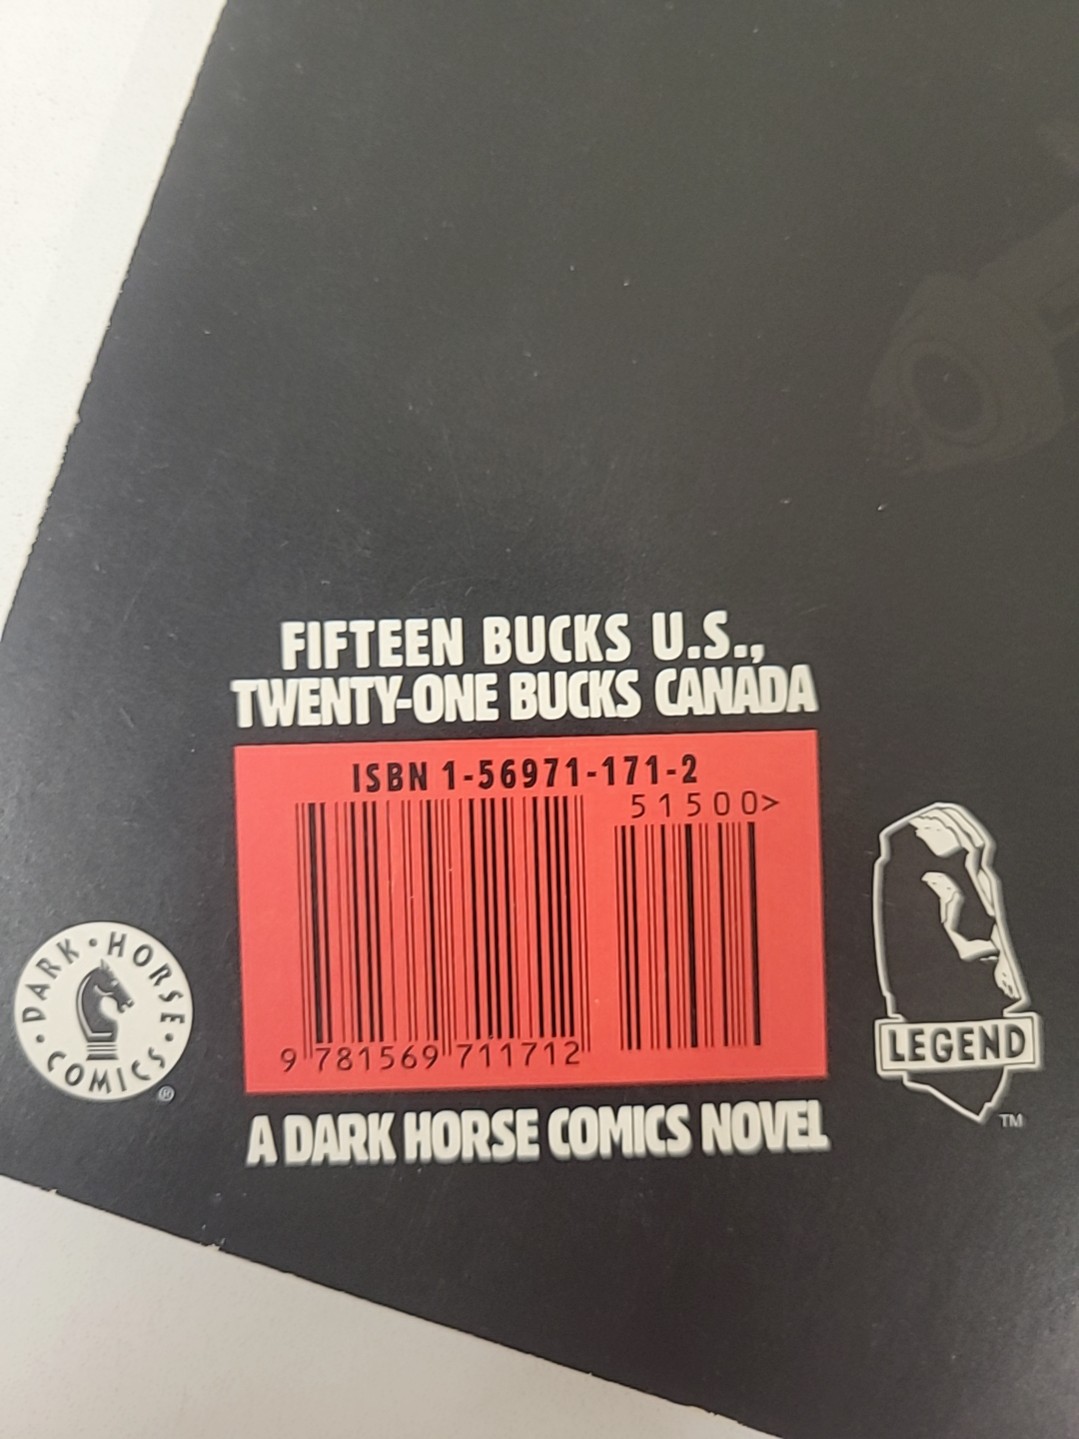 FIFTEEN BUCKS U.S.,
TWENTY-ONE BUCKS CANADA
ISBN 1-56971-171-2
51500>
9 781569 711712
DARK • HORSE • COMICS •
®
LEGEND
TM
A DARK HORSE COMICS NOVEL